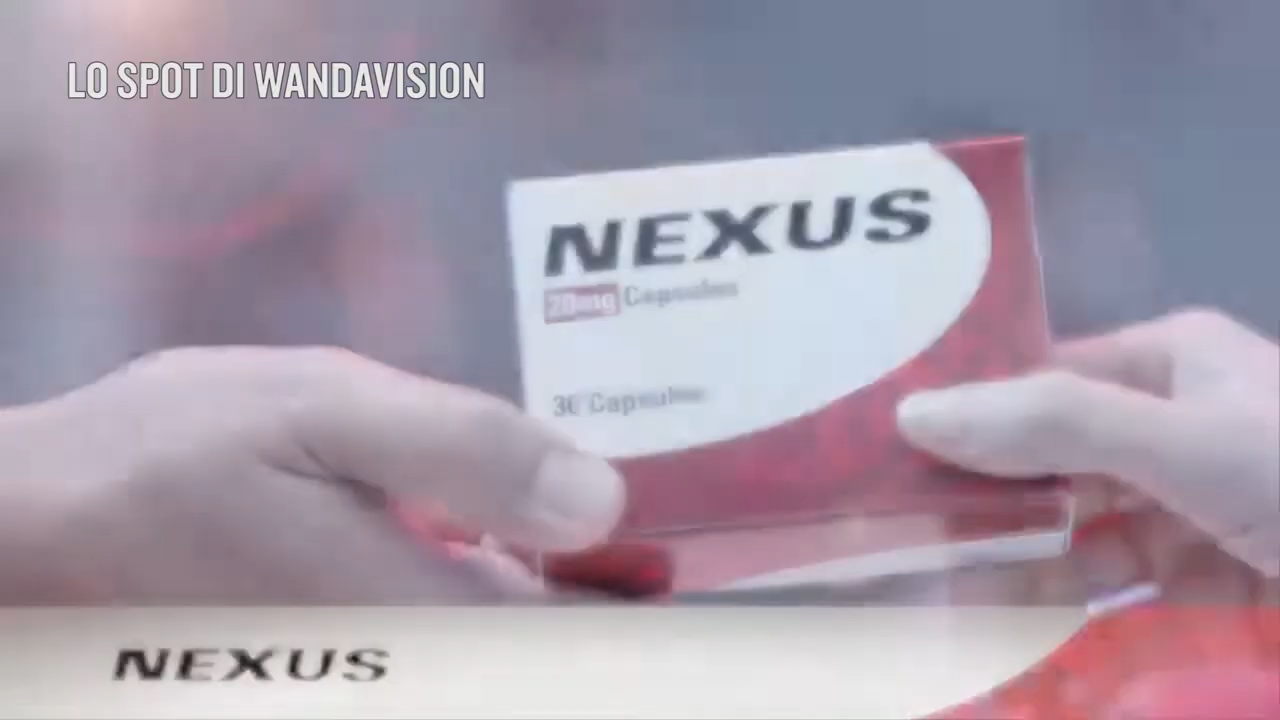 LO SPOT DI WANDAVISION
NEXUS
20mg Capsules
30 Capsules
NEXUS